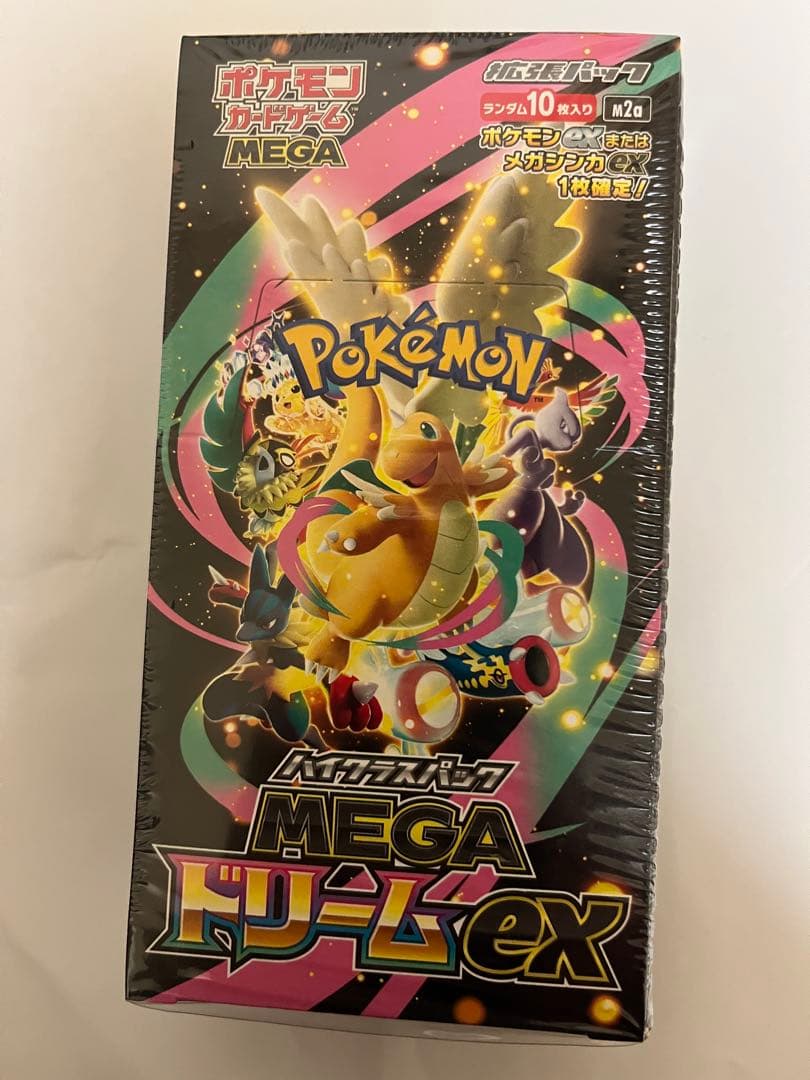 ポケモン
カードゲーム™
MEGA
拡張パック
ランダム10枚入り M2a
ポケモンexまたは
メガシンカex
1枚確定!
POKéMON™
ハイクラスパック
MEGA
ドリームex